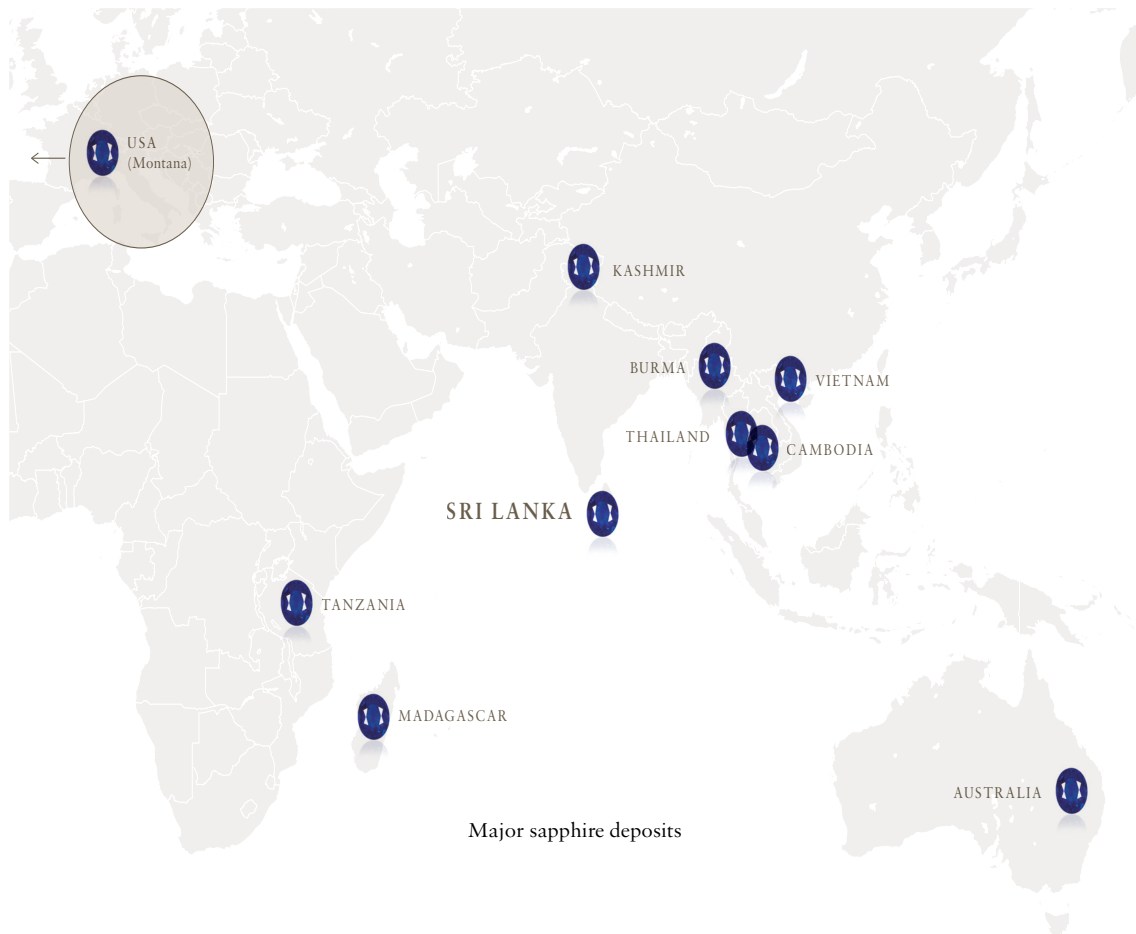 USA
(Montana)
KASHMIR
BURMA
VIETNAM
THAILAND
CAMBODIA
SRI LANKA
TANZANIA
MADAGASCAR
AUSTRALIA
Major sapphire deposits